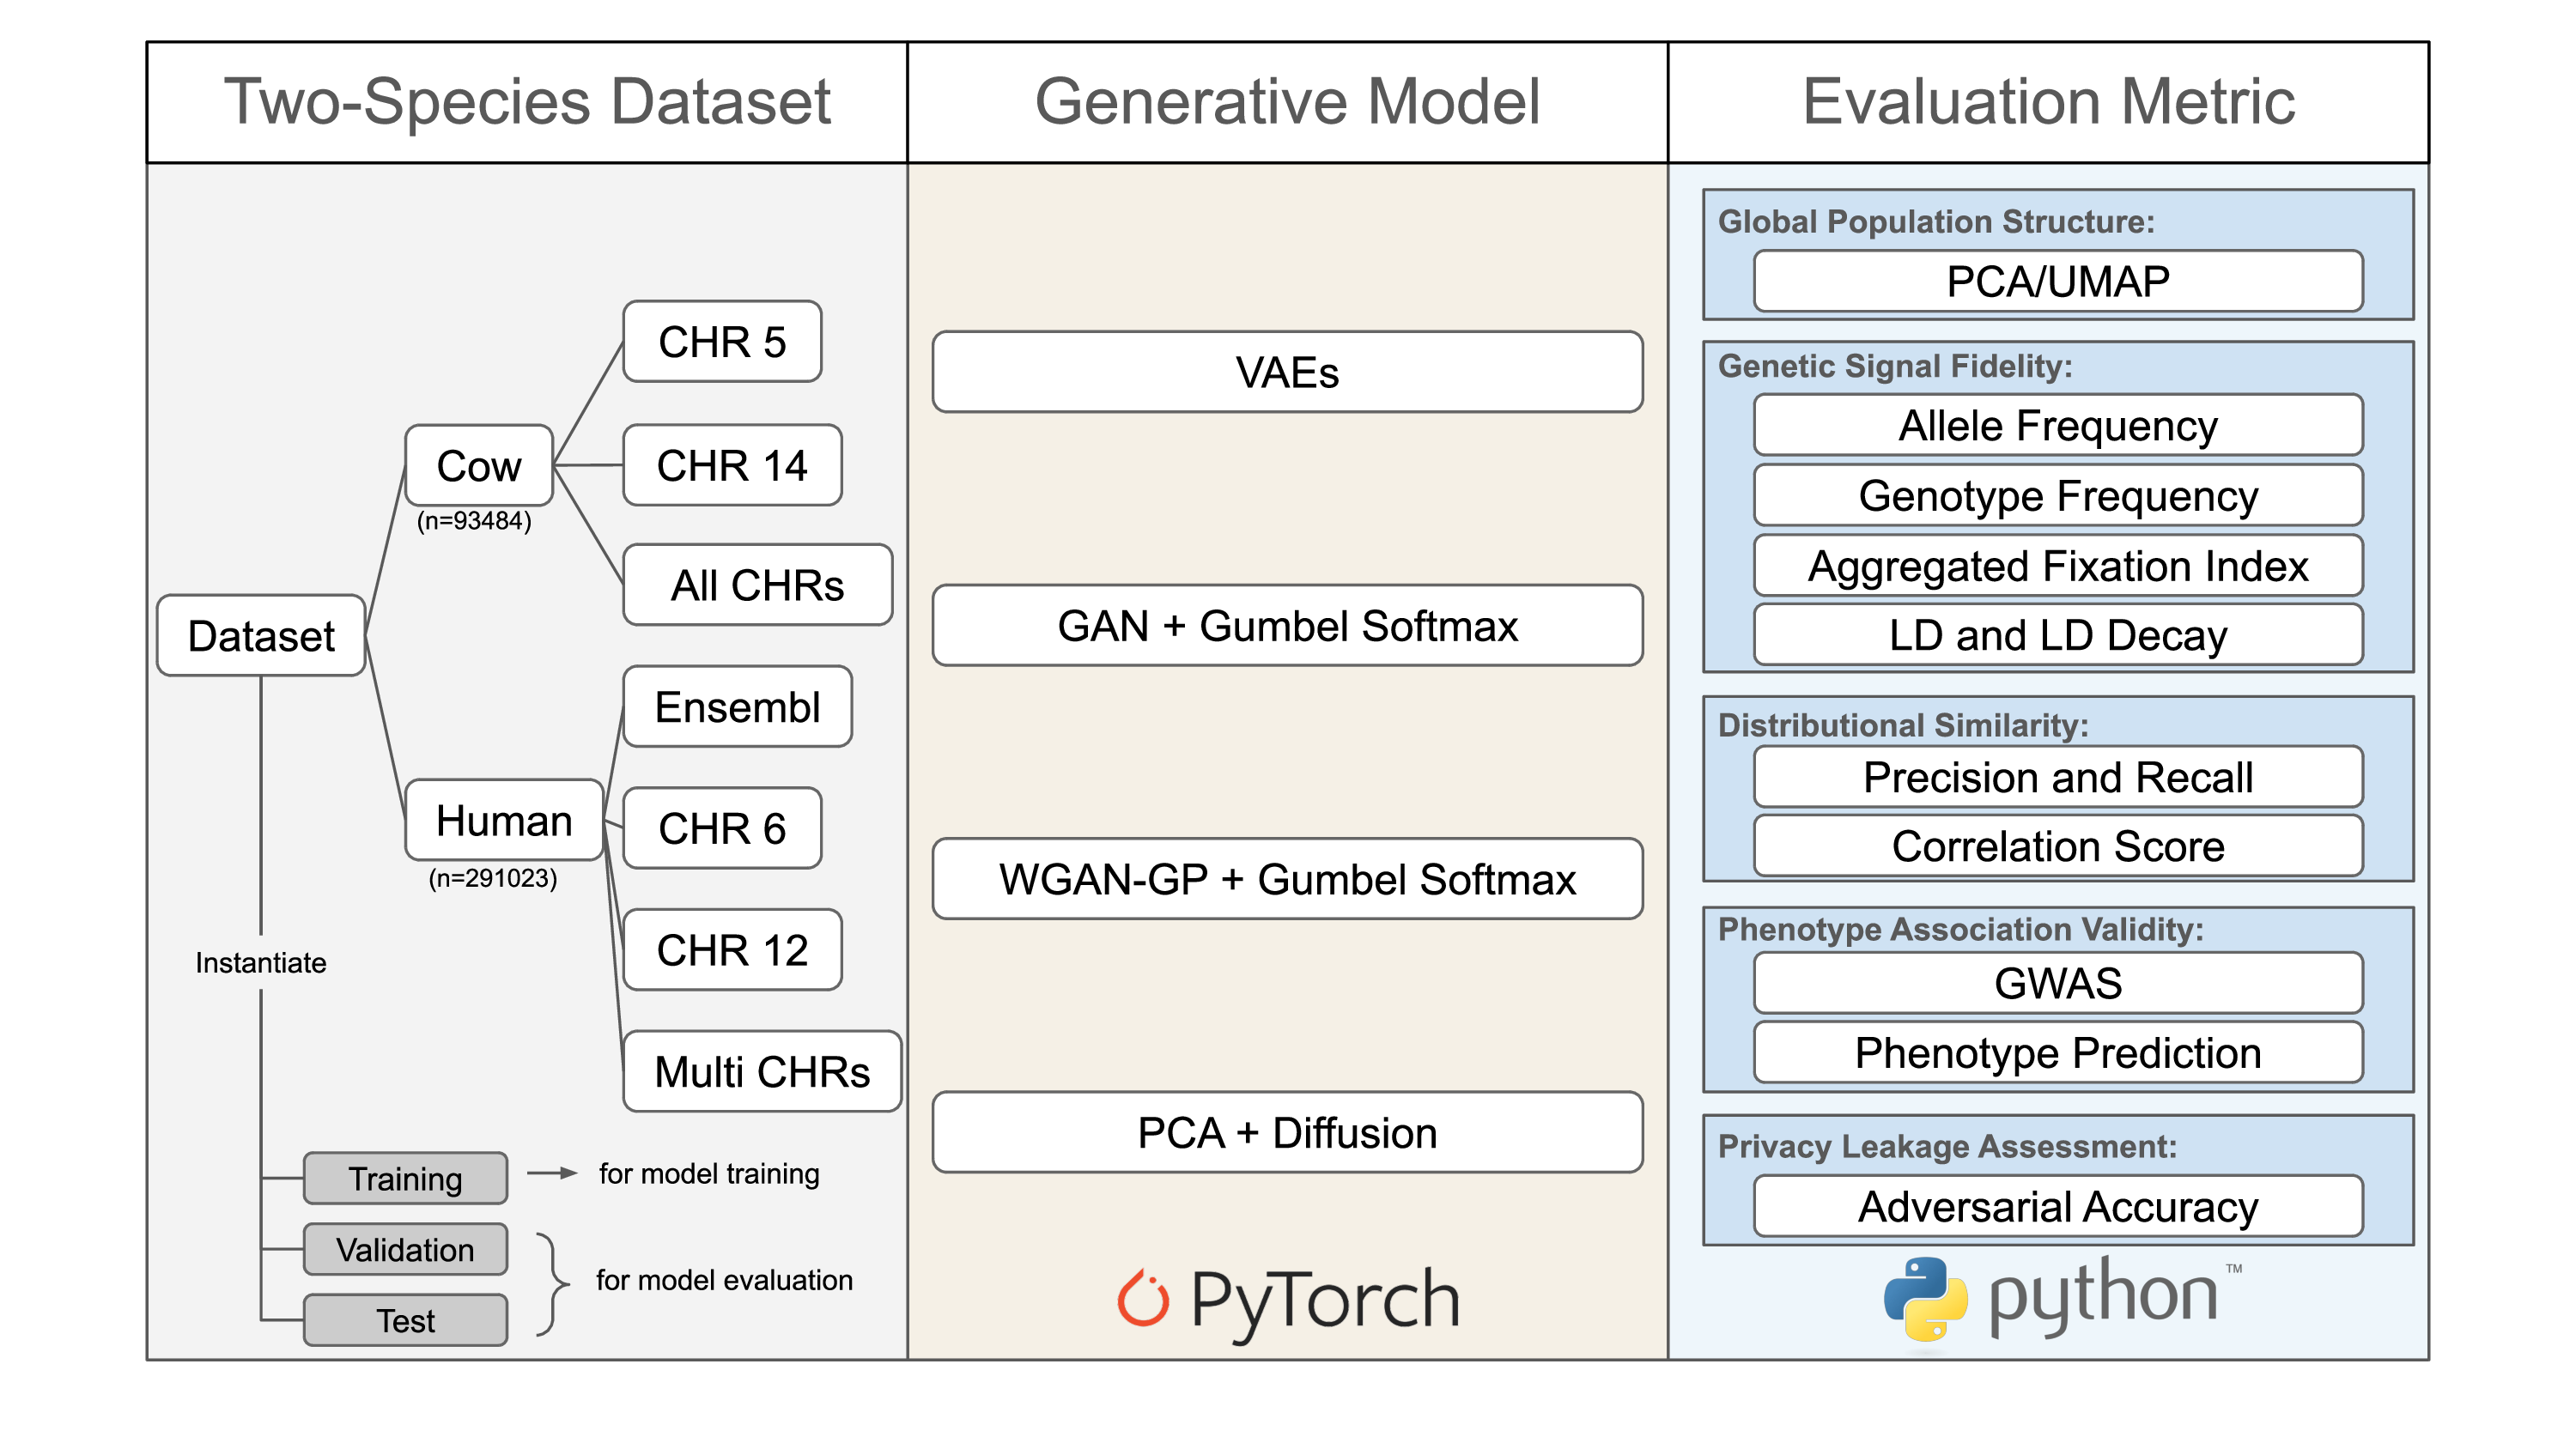 Two-Species Dataset
Generative Model
Evaluation Metric
Dataset
Cow
(n=93484)
CHR 5
CHR 14
All CHRs
Human
(n=291023)
Ensembl
CHR 6
CHR 12
Multi CHRs
Instantiate
Training
for model training
Validation
Test
for model evaluation
VAEs
GAN + Gumbel Softmax
WGAN-GP + Gumbel Softmax
PCA + Diffusion
PyTorch
Global Population Structure:
PCA/UMAP
Genetic Signal Fidelity:
Allele Frequency
Genotype Frequency
Aggregated Fixation Index
LD and LD Decay
Distributional Similarity:
Precision and Recall
Correlation Score
Phenotype Association Validity:
GWAS
Phenotype Prediction
Privacy Leakage Assessment:
Adversarial Accuracy
python™